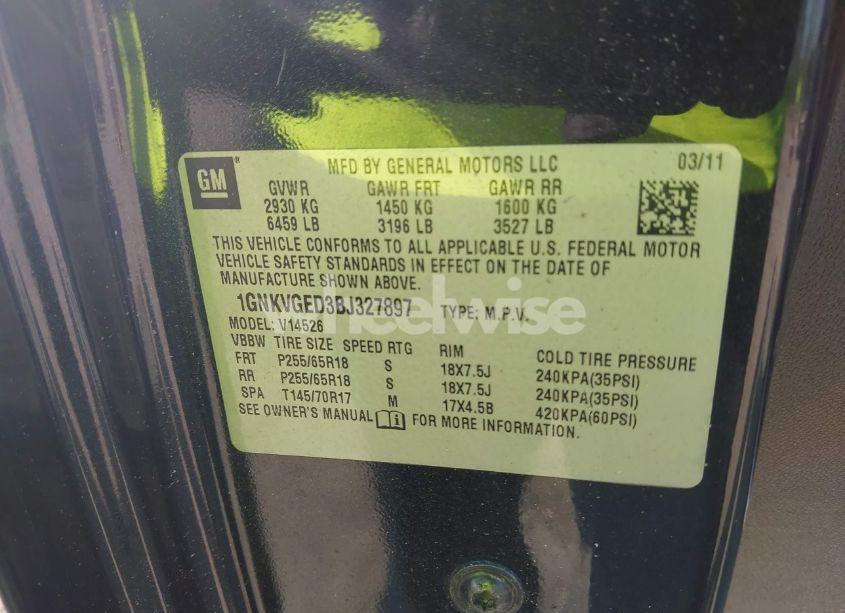 GM
MFD BY GENERAL MOTORS LLC 03/11
GVWR GAWR FRT GAWR RR
2930 KG 1450 KG 1600 KG
6459 LB 3196 LB 3527 LB
THIS VEHICLE CONFORMS TO ALL APPLICABLE U.S. FEDERAL MOTOR
VEHICLE SAFETY STANDARDS IN EFFECT ON THE DATE OF
MANUFACTURE SHOWN ABOVE.
1GNKVGED3BJ327897 TYPE: M.P.V.
MODEL: V14526
VBBW TIRE SIZE SPEED RTG RIM COLD TIRE PRESSURE
FRT P255/65R18 S 18X7.5J 240KPA(35PSI)
RR P255/65R18 S 18X7.5J 240KPA(35PSI)
SPA T145/70R17 M 17X4.5B 420KPA(60PSI)
SEE OWNER'S MANUAL i FOR MORE INFORMATION.